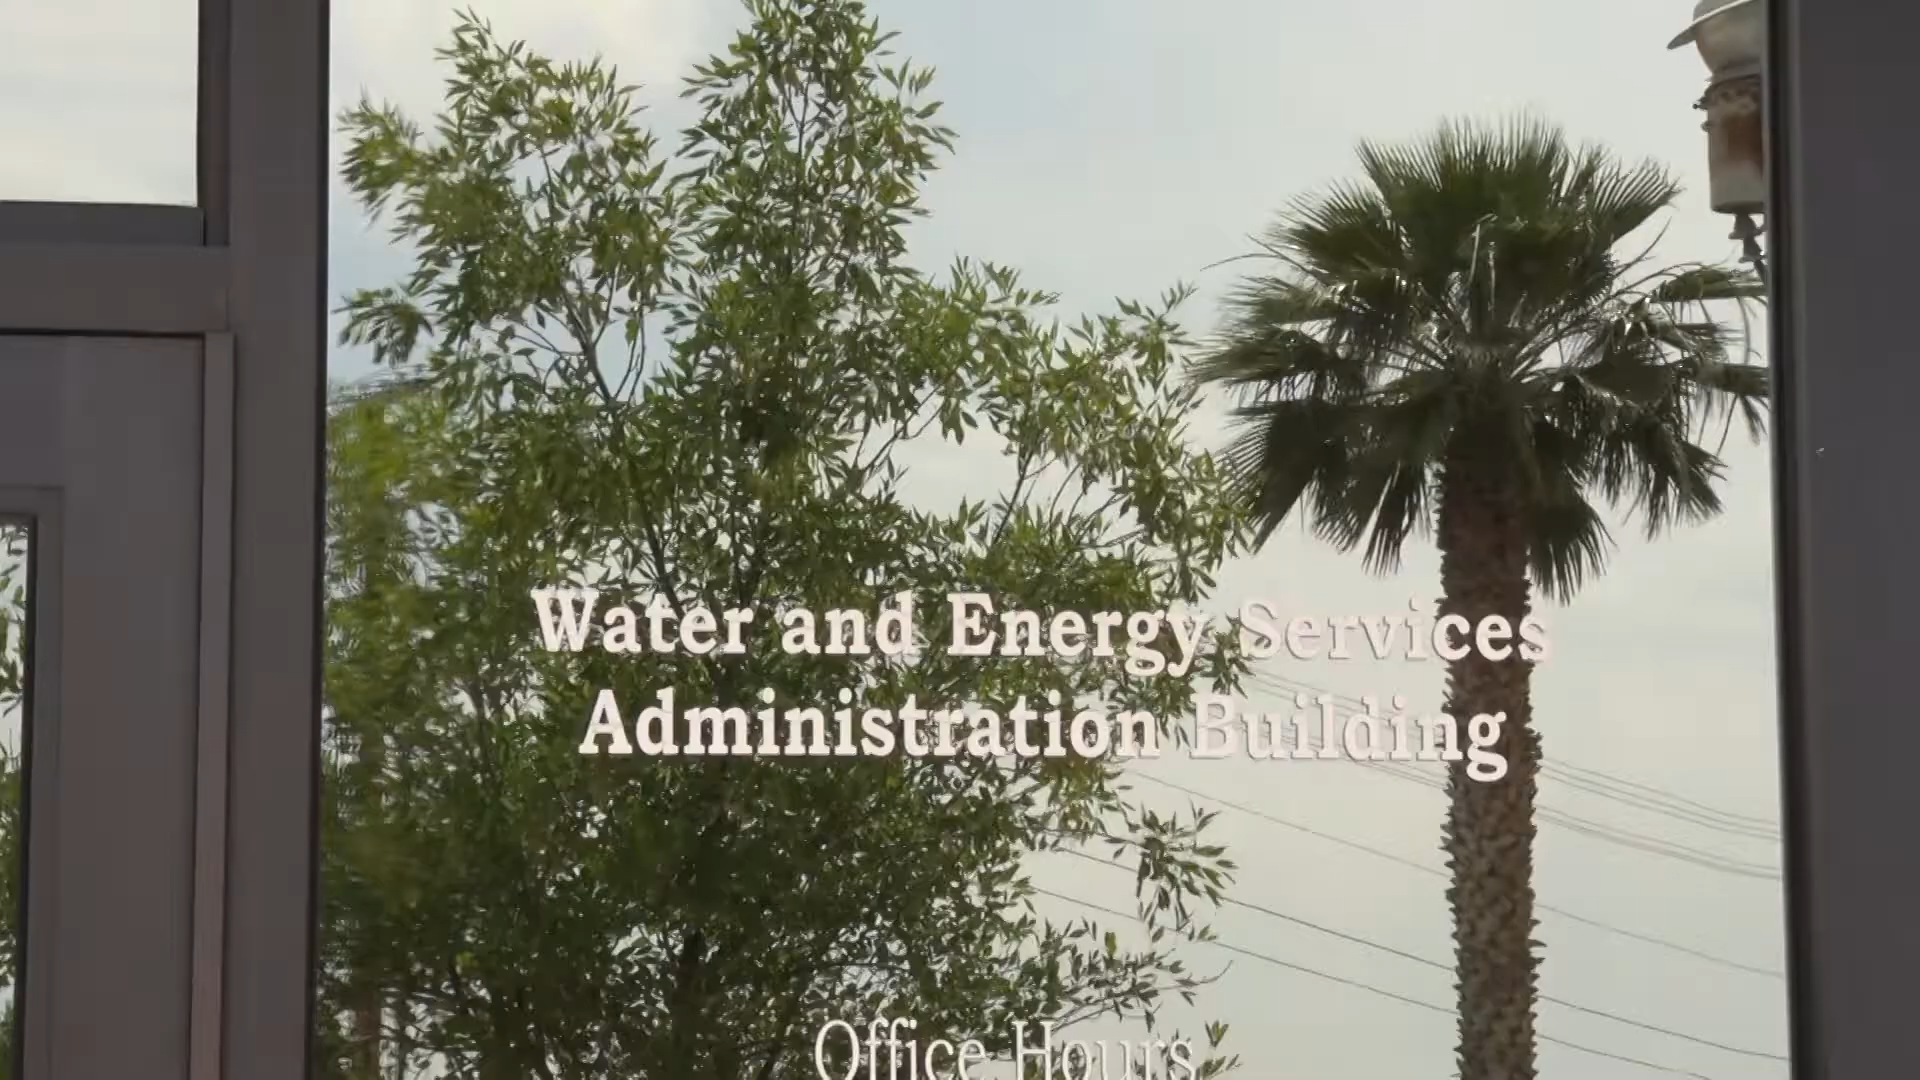 Water and Energy Services
Administration Building
Office Hours